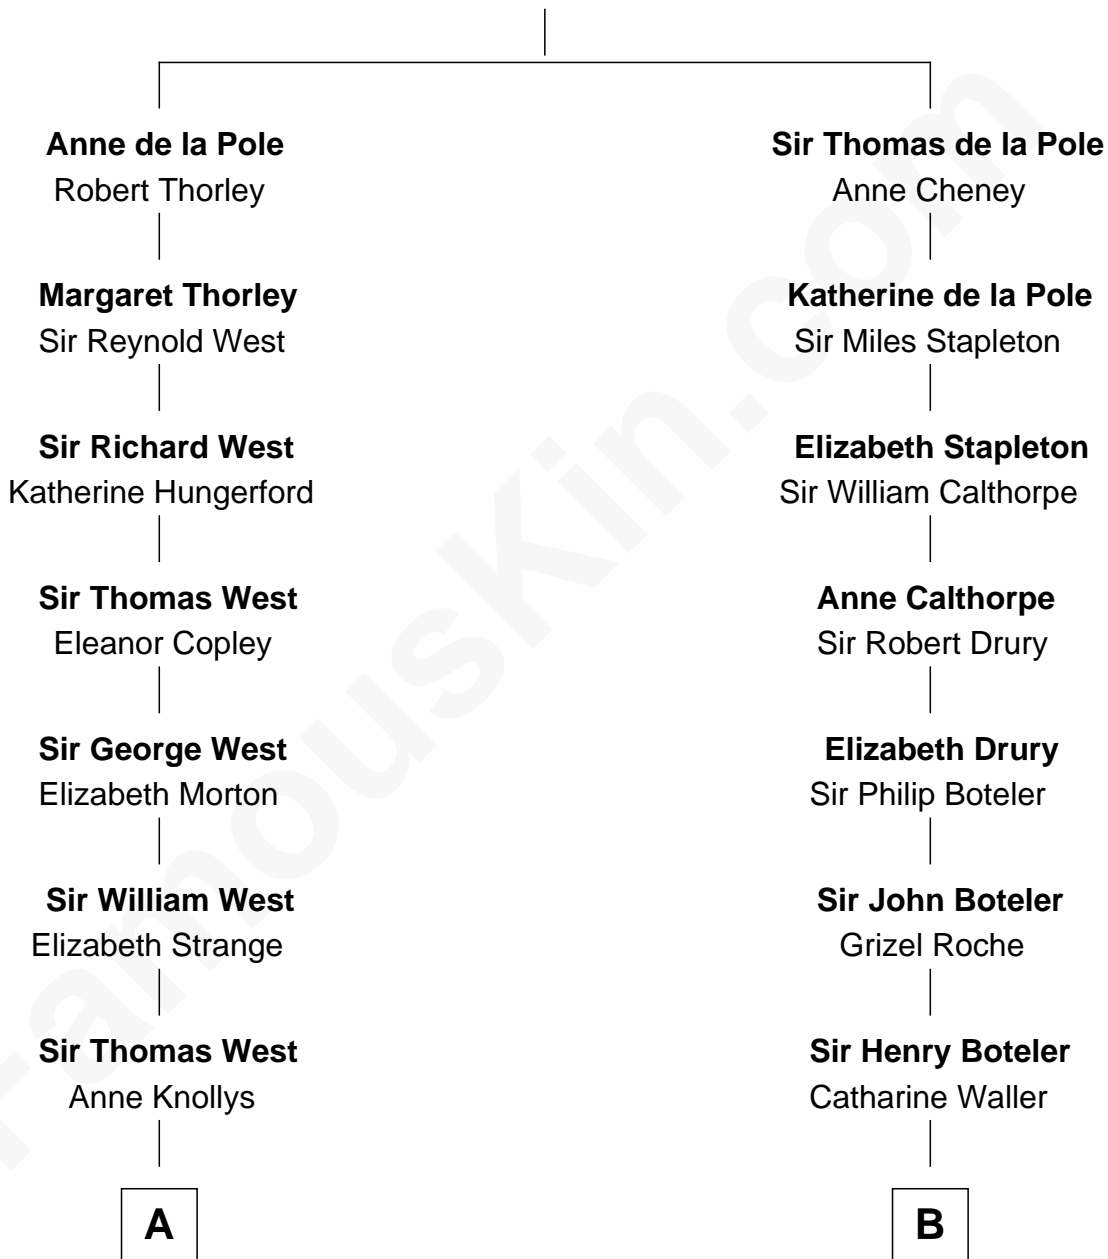 Anne de la Pole
Robert Thorley
Margaret Thorley
Sir Reynold West
Sir Richard West
Katherine Hungerford
Sir Thomas West
Eleanor Copley
Sir George West
Elizabeth Morton
Sir William West
Elizabeth Strange
Sir Thomas West
Anne Knollys
A
Sir Thomas de la Pole
Anne Cheney
Katherine de la Pole
Sir Miles Stapleton
Elizabeth Stapleton
Sir William Calthorpe
Anne Calthorpe
Sir Robert Drury
Elizabeth Drury
Sir Philip Boteler
Sir John Boteler
Grizel Roche
Sir Henry Boteler
Catharine Waller
B
FamousKin.com